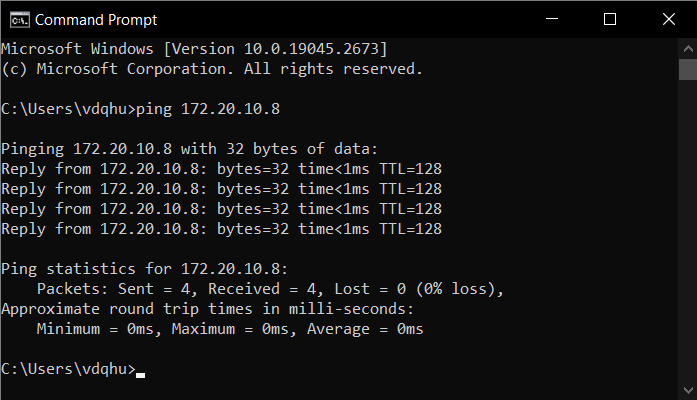 Command Prompt
Microsoft Windows [Version 10.0.19045.2673]
(c) Microsoft Corporation. All rights reserved.
C:\Users\vdqhu>ping 172.20.10.8
Pinging 172.20.10.8 with 32 bytes of data:
Reply from 172.20.10.8: bytes=32 time<1ms TTL=128
Reply from 172.20.10.8: bytes=32 time<1ms TTL=128
Reply from 172.20.10.8: bytes=32 time<1ms TTL=128
Reply from 172.20.10.8: bytes=32 time<1ms TTL=128
Ping statistics for 172.20.10.8:
    Packets: Sent = 4, Received = 4, Lost = 0 (0% loss),
Approximate round trip times in milli-seconds:
    Minimum = 0ms, Maximum = 0ms, Average = 0ms
C:\Users\vdqhu>